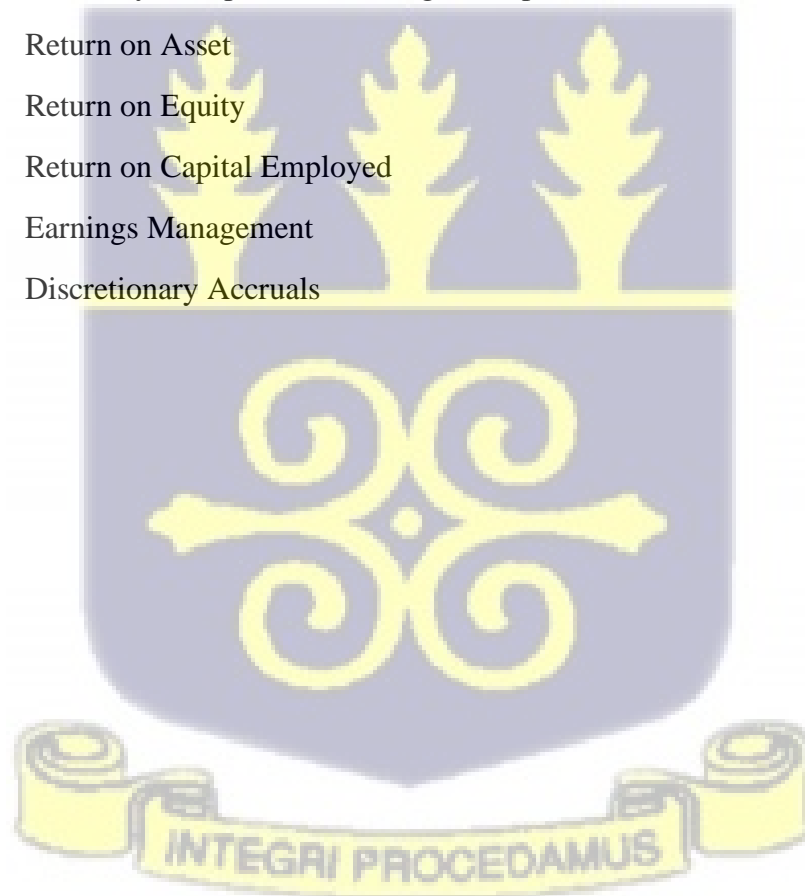 Return on Asset
Return on Equity
Return on Capital Employed
Earnings Management
Discretionary Accruals
INTEGRI PROCEDAMUS